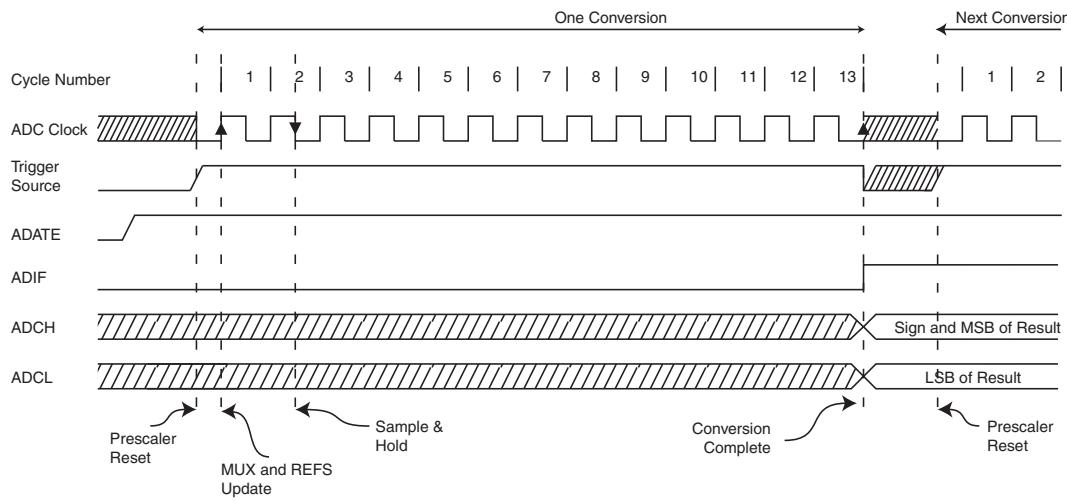 One Conversion
Next Conversion
Cycle Number 1 2 3 4 5 6 7 8 9 10 11 12 13 1 2
ADC Clock
Trigger
Source
ADATE
ADIF
ADCH
Sign and MSB of Result
ADCL
LSB of Result
Prescaler
Reset
MUX and REFS
Update
Sample &
Hold
Conversion
Complete
Prescaler
Reset